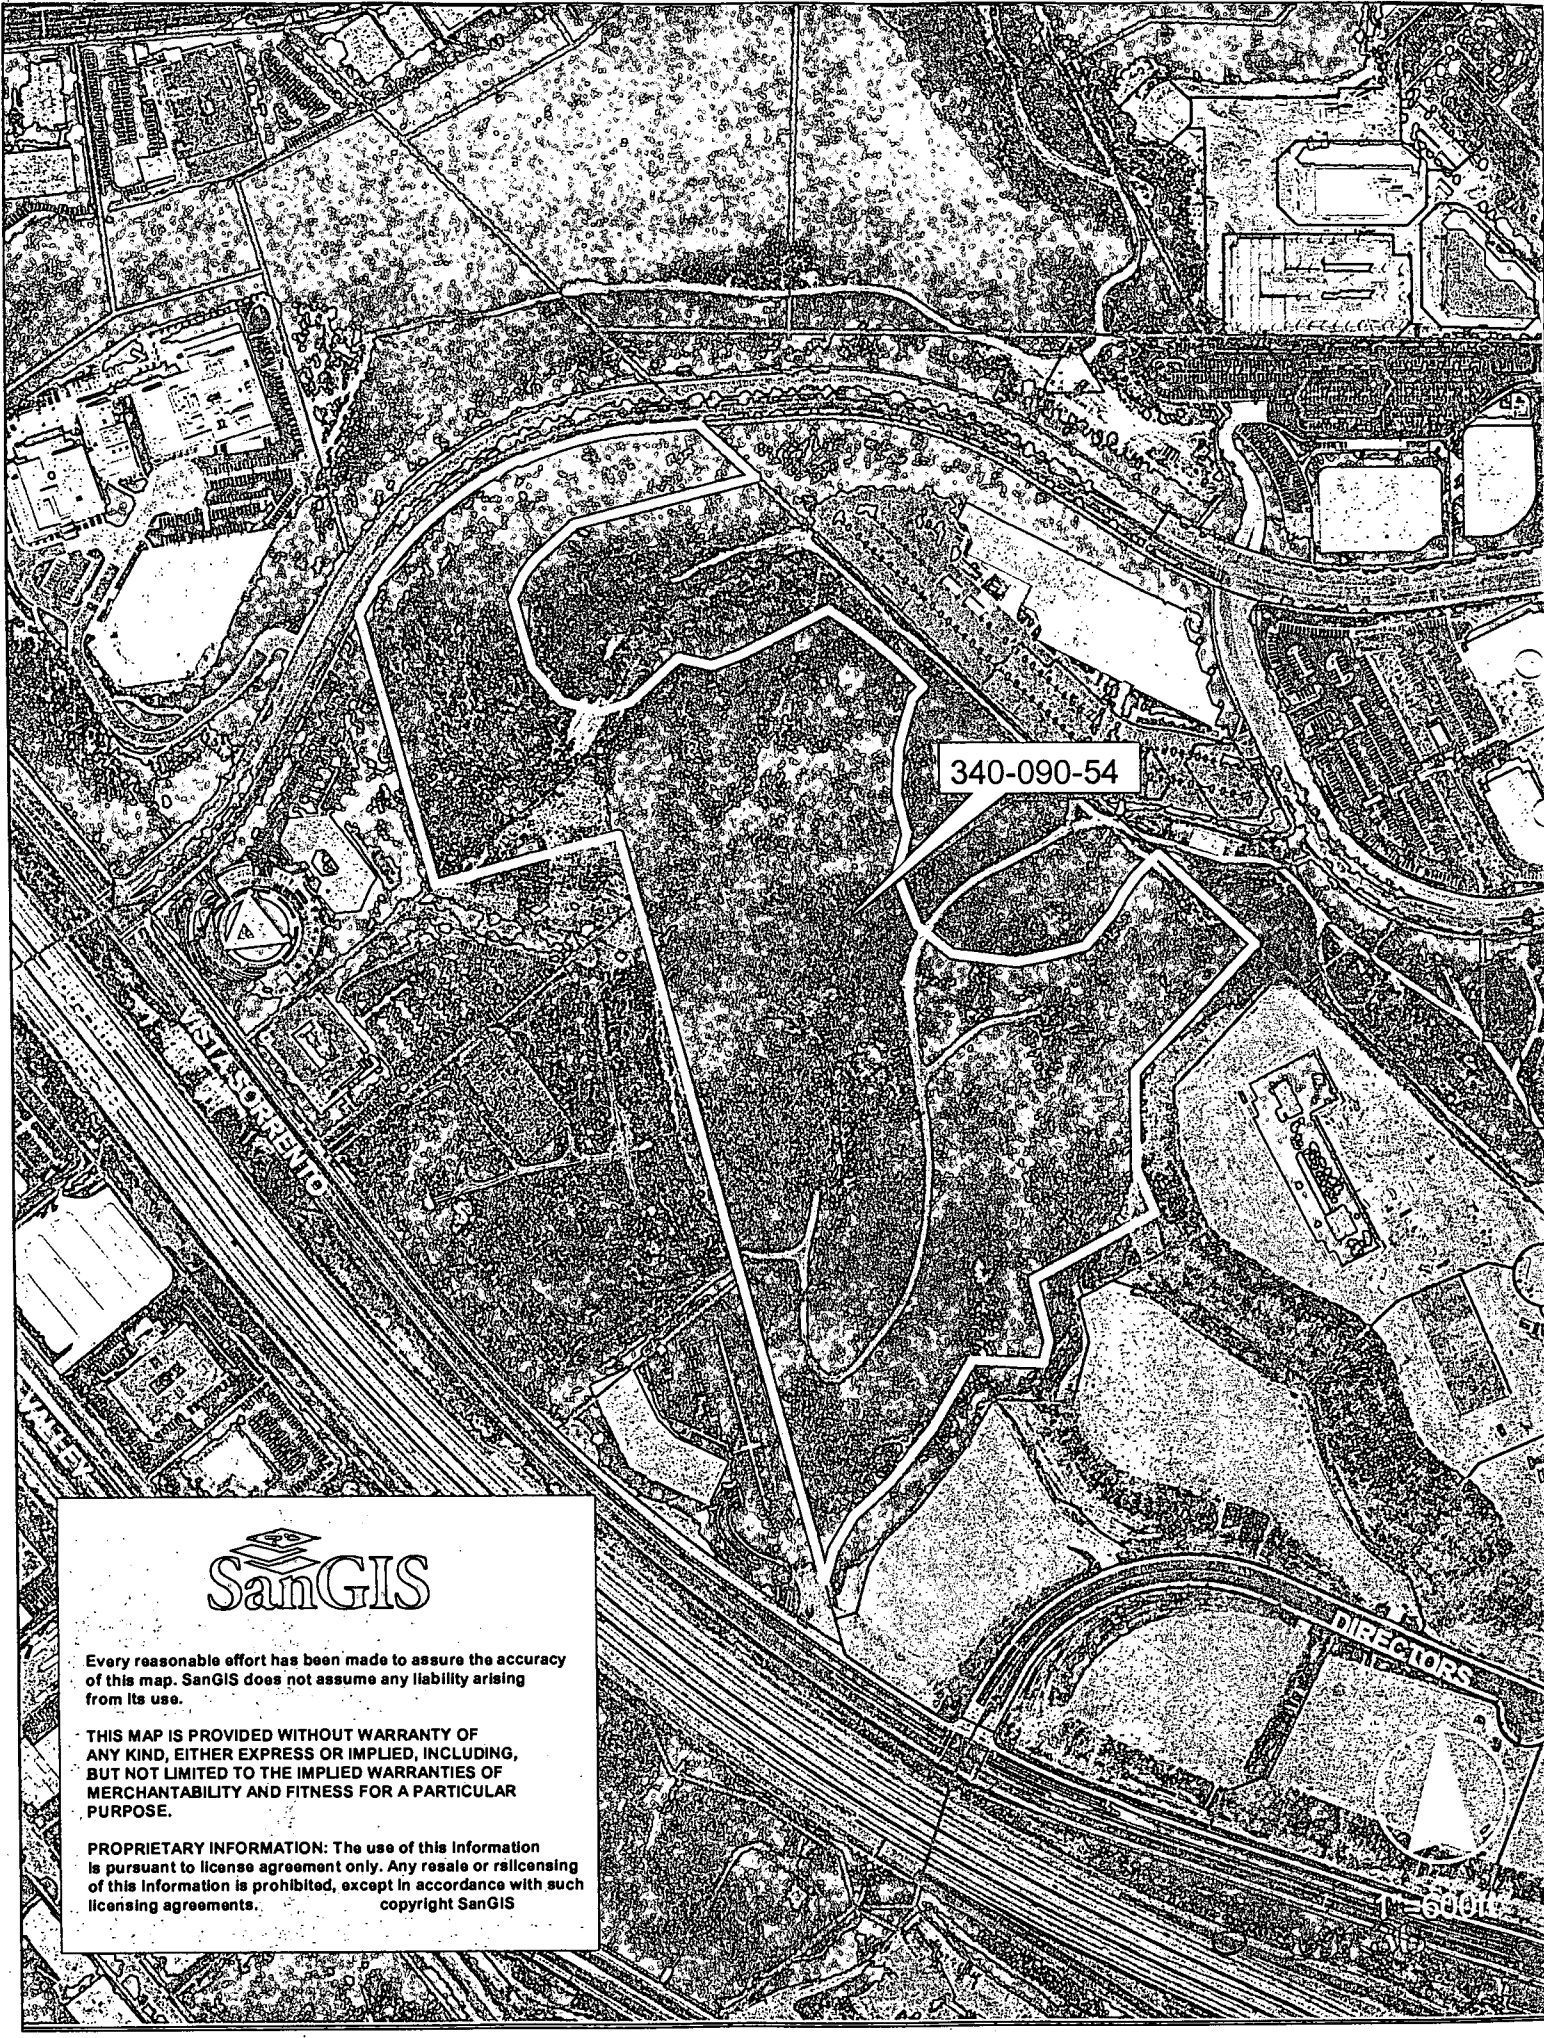 340-090-54
VISTA SORRENTO
VALLEY
SanGIS
Every reasonable effort has been made to assure the accuracy
of this map. SanGIS does not assume any liability arising
from its use.
THIS MAP IS PROVIDED WITHOUT WARRANTY OF
ANY KIND, EITHER EXPRESS OR IMPLIED, INCLUDING,
BUT NOT LIMITED TO THE IMPLIED WARRANTIES OF
MERCHANTABILITY AND FITNESS FOR A PARTICULAR
PURPOSE.
PROPRIETARY INFORMATION: The use of this information
is pursuant to license agreement only. Any resale or rslicensing
of this information is prohibited, except in accordance with such
licensing agreements. copyright SanGIS
DIRECTORS
1"=600ft